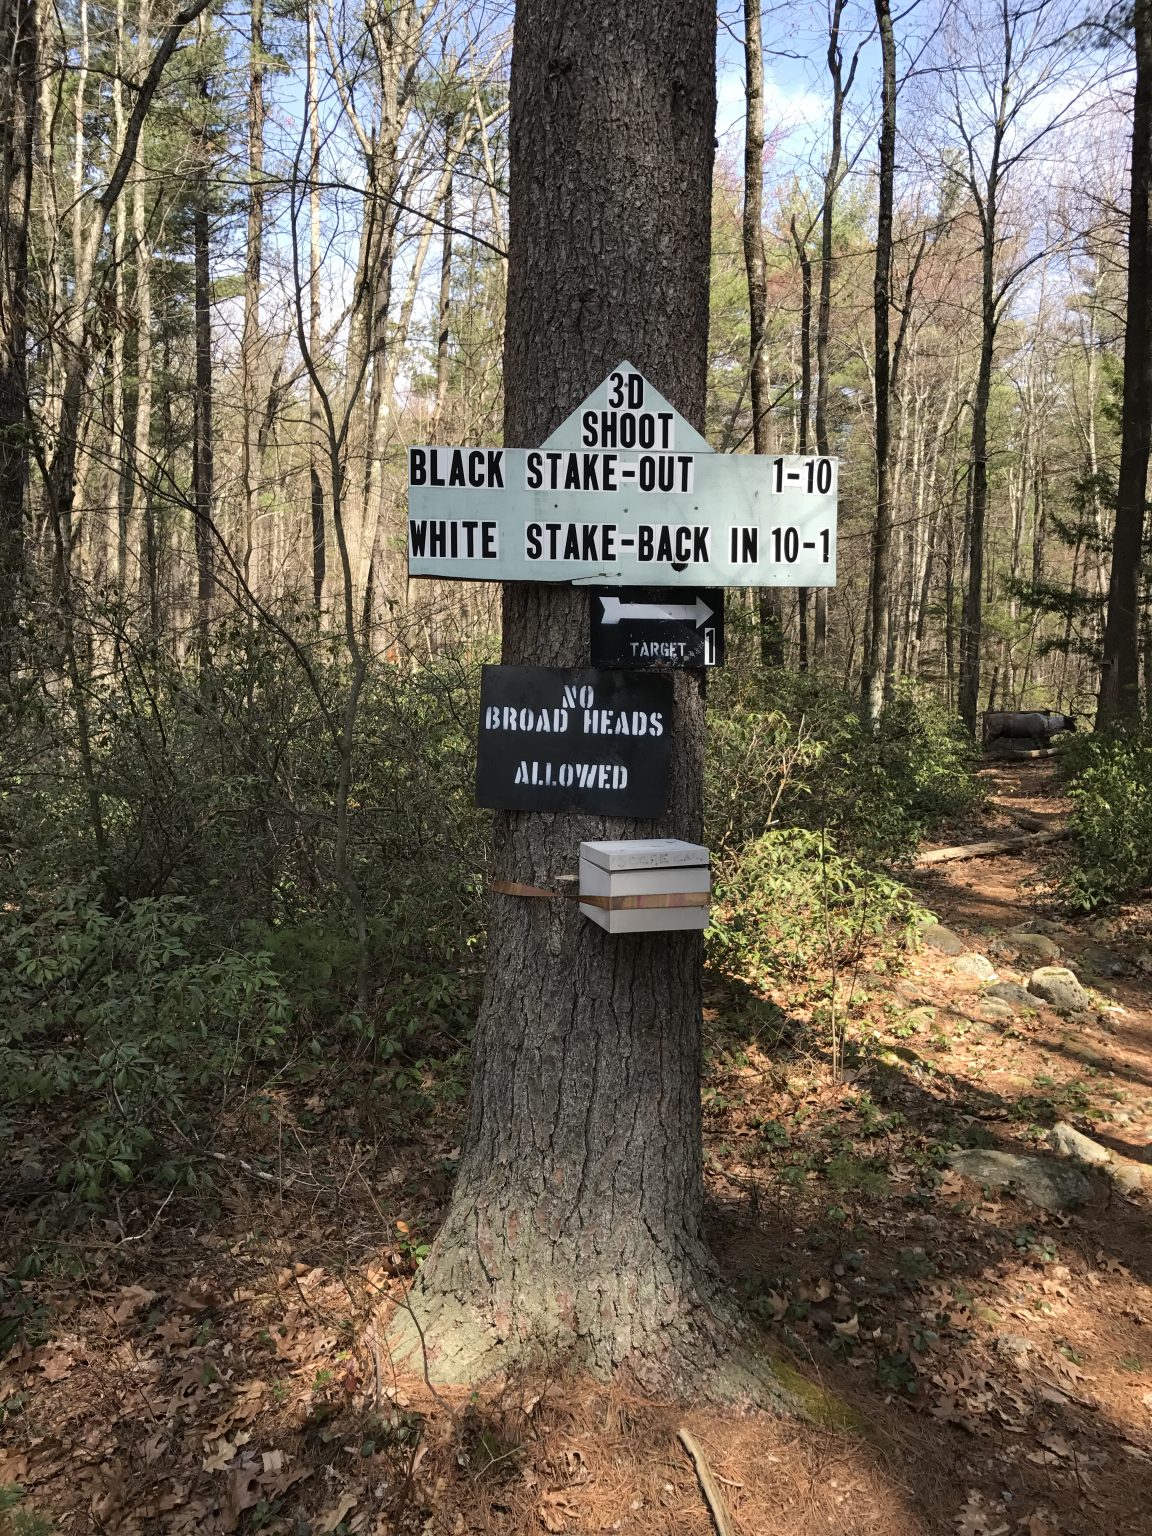 3D
SHOOT
BLACK STAKE-OUT 1-10
WHITE STAKE-BACK IN 10-1
TARGET 1
NO
BROAD HEADS
ALLOWED